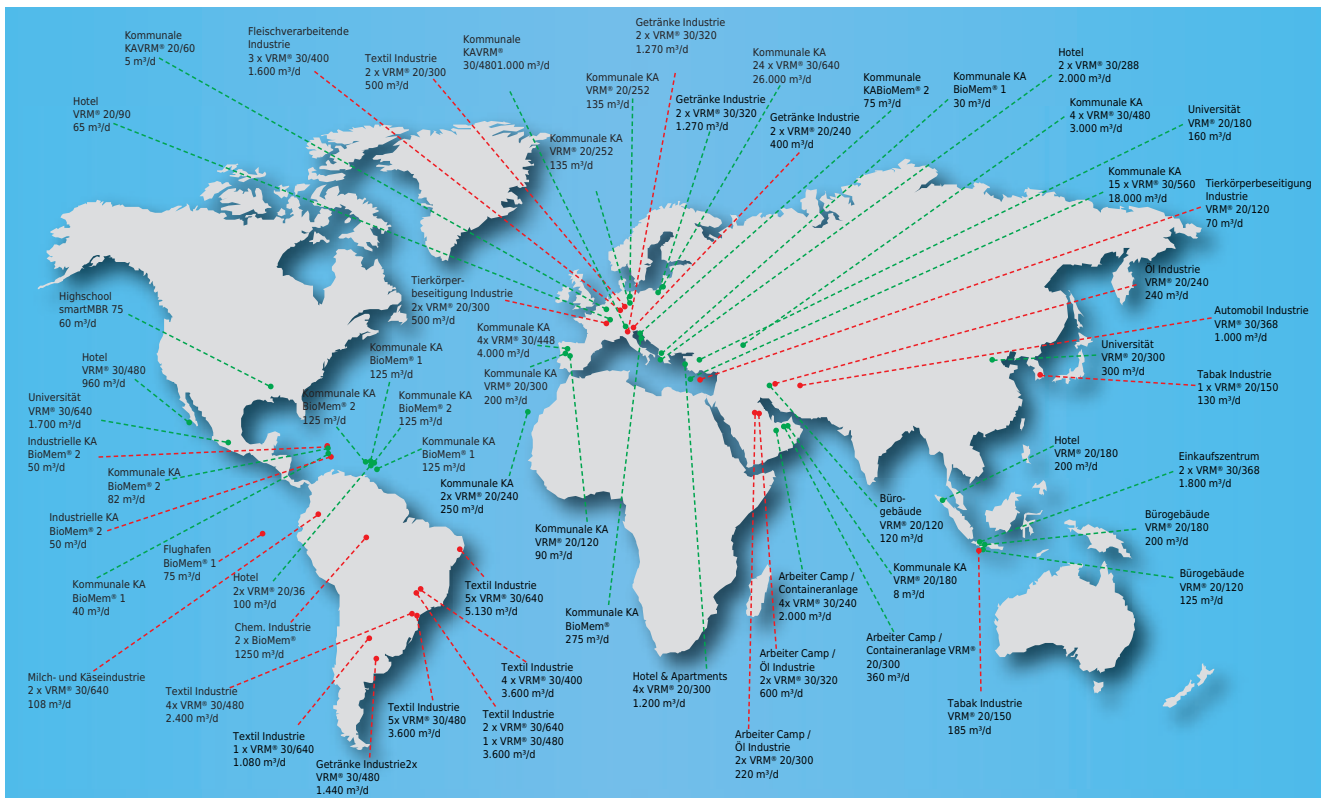 Kommunale
KAVRM® 20/60
5 m³/d
Fleischverarbeitende
Industrie
3 x VRM® 30/400
1.600 m³/d
Textil Industrie
2 x VRM® 20/300
500 m³/d
Kommunale
KAVRM®
30/4801.000 m³/d
Getränke Industrie
2 x VRM® 30/320
1.270 m³/d
Kommunale KA
VRM® 20/252
135 m³/d
Kommunale KA
24 x VRM® 30/640
26.000 m³/d
Getränke Industrie
2 x VRM® 30/320
1.270 m³/d
Kommunale
KABioMem® 2
75 m³/d
Kommunale KA
BioMem® 1
30 m³/d
Hotel
2 x VRM® 30/288
2.000 m³/d
Kommunale KA
4 x VRM® 30/480
3.000 m³/d
Universität
VRM® 20/180
160 m³/d
Hotel
VRM® 20/90
65 m³/d
Kommunale KA
VRM® 20/252
135 m³/d
Getränke Industrie
2 x VRM® 20/240
400 m³/d
Kommunale KA
15 x VRM® 30/560
18.000 m³/d
Tierkörperbeseitigung
Industrie
VRM® 20/120
70 m³/d
Öl Industrie
VRM® 20/240
240 m³/d
Automobil Industrie
VRM® 30/368
1.000 m³/d
Universität
VRM® 20/300
300 m³/d
Tabak Industrie
1 x VRM® 20/150
130 m³/d
Highschool
smartMBR 75
60 m³/d
Tierkörper-
beseitigung Industrie
2x VRM® 20/300
500 m³/d
Kommunale KA
4x VRM® 30/448
4.000 m³/d
Kommunale KA
VRM® 20/300
200 m³/d
Hotel
VRM® 30/480
960 m³/d
Kommunale KA
BioMem® 1
125 m³/d
Kommunale KA
BioMem® 2
125 m³/d
Kommunale KA
BioMem® 2
125 m³/d
Universität
VRM® 30/640
1.700 m³/d
Industrielle KA
BioMem® 2
50 m³/d
Kommunale KA
BioMem® 1
125 m³/d
Kommunale KA
BioMem® 2
82 m³/d
Kommunale KA
2x VRM® 20/240
250 m³/d
Hotel
VRM® 20/180
200 m³/d
Einkaufszentrum
2 x VRM® 30/368
1.800 m³/d
Industrielle KA
BioMem® 2
50 m³/d
Kommunale KA
VRM® 20/120
90 m³/d
Büro-
gebäude
VRM® 20/120
120 m³/d
Bürogebäude
VRM® 20/180
200 m³/d
Flughafen
BioMem® 1
75 m³/d
Kommunale KA
BioMem® 1
40 m³/d
Hotel
2x VRM® 20/36
100 m³/d
Textil Industrie
5x VRM® 30/640
5.130 m³/d
Arbeiter Camp /
Containeranlage
4x VRM® 30/240
2.000 m³/d
Kommunale KA
VRM® 20/180
8 m³/d
Bürogebäude
VRM® 20/120
125 m³/d
Chem. Industrie
2 x BioMem®
1250 m³/d
Kommunale KA
BioMem®
275 m³/d
Arbeiter Camp /
Containeranlage VRM®
20/300
360 m³/d
Milch- und Käseindustrie
2 x VRM® 30/640
108 m³/d
Textil Industrie
4x VRM® 30/480
2.400 m³/d
Textil Industrie
4 x VRM® 30/400
3.600 m³/d
Hotel & Apartments
4x VRM® 20/300
1.200 m³/d
Arbeiter Camp /
Öl Industrie
2x VRM® 30/320
600 m³/d
Textil Industrie
5x VRM® 30/480
3.600 m³/d
Textil Industrie
2 x VRM® 30/640
1 x VRM® 30/480
3.600 m³/d
Tabak Industrie
VRM® 20/150
185 m³/d
Textil Industrie
1 x VRM® 30/640
1.080 m³/d
Getränke Industrie2x
VRM® 30/480
1.440 m³/d
Arbeiter Camp /
Öl Industrie
2x VRM® 20/300
220 m³/d